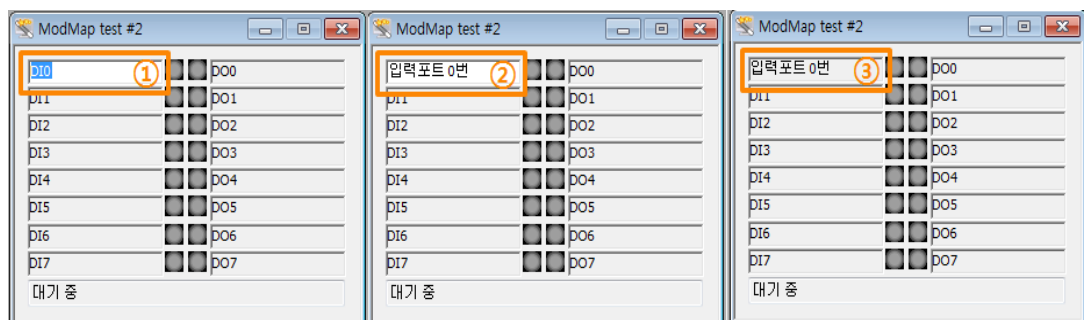 ModMap test #2
DI0 ① DO0
DI1 DO1
DI2 DO2
DI3 DO3
DI4 DO4
DI5 DO5
DI6 DO6
DI7 DO7
대기 중
ModMap test #2
입력포트 0번 ② DO0
DI1 DO1
DI2 DO2
DI3 DO3
DI4 DO4
DI5 DO5
DI6 DO6
DI7 DO7
대기 중
ModMap test #2
입력포트 0번 ③ DO0
DI1 DO1
DI2 DO2
DI3 DO3
DI4 DO4
DI5 DO5
DI6 DO6
DI7 DO7
대기 중